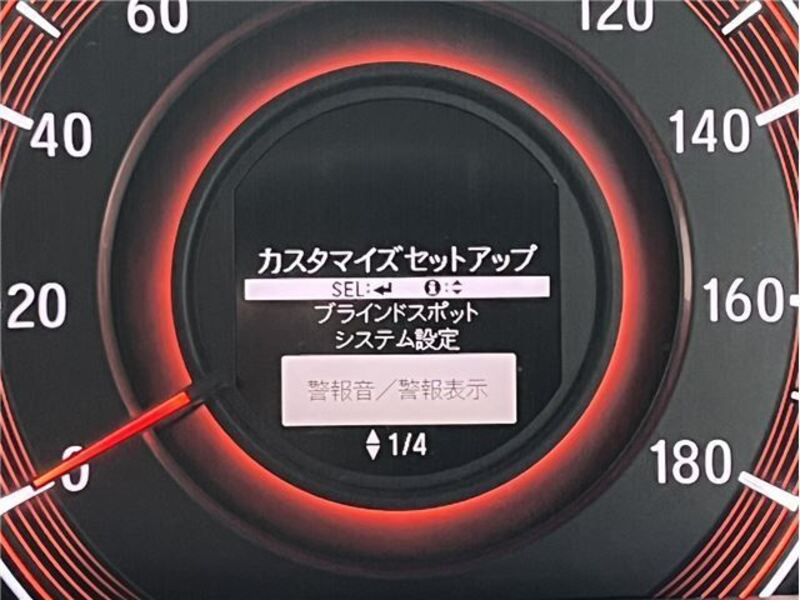 60
120
40
140
カスタマイズセットアップ
SEL:↵ i:
20
160
ブラインドスポット
システム設定
警報音／警報表示
1/4
0
180